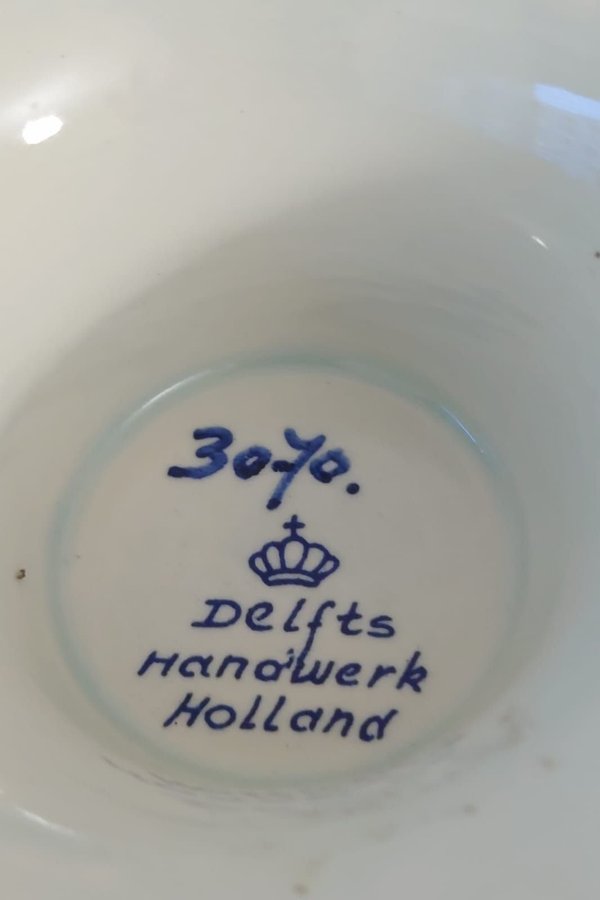 3070.
Delfts
Handwerk
Holland